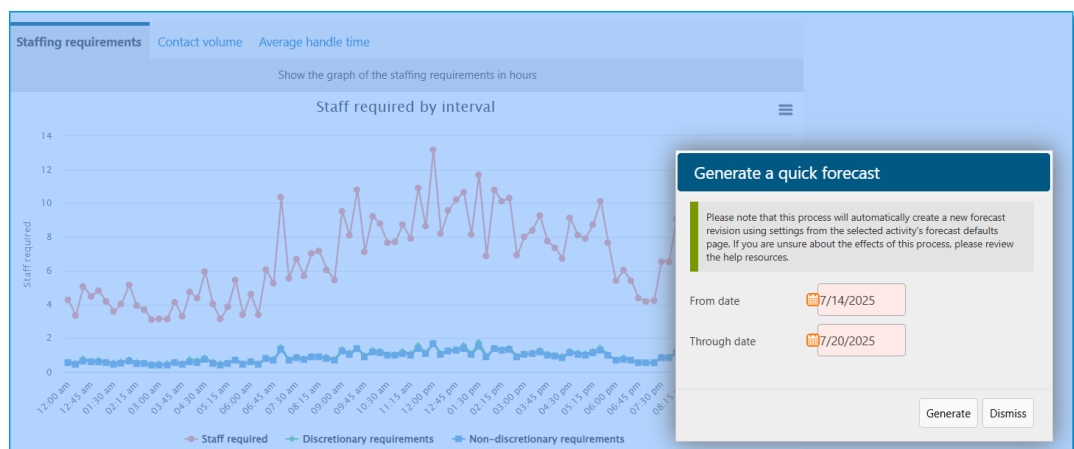 Staffing requirements Contact volume Average handle time
Show the graph of the staffing requirements in hours
Staff required by interval
14
12
10
8
6
4
2
0
Staff required
12:00 am 12:45 am 01:30 am 02:15 am 03:00 am 03:45 am 04:30 am 05:15 am 06:00 am 06:45 am 07:30 am 08:15 am 09:00 am 09:45 am 10:30 am 11:15 am 12:00 pm 12:45 pm 01:30 pm 02:15 pm 03:00 pm 03:45 pm 04:30 pm 05:15 pm 06:00 pm 06:45 pm 07:30 pm 08:15
Staff required Discretionary requirements Non-discretionary requirements
Generate a quick forecast
Please note that this process will automatically create a new forecast
revision using settings from the selected activity's forecast defaults
page. If you are unsure about the effects of this process, please review
the help resources.
From date 7/14/2025
Through date 7/20/2025
Generate Dismiss